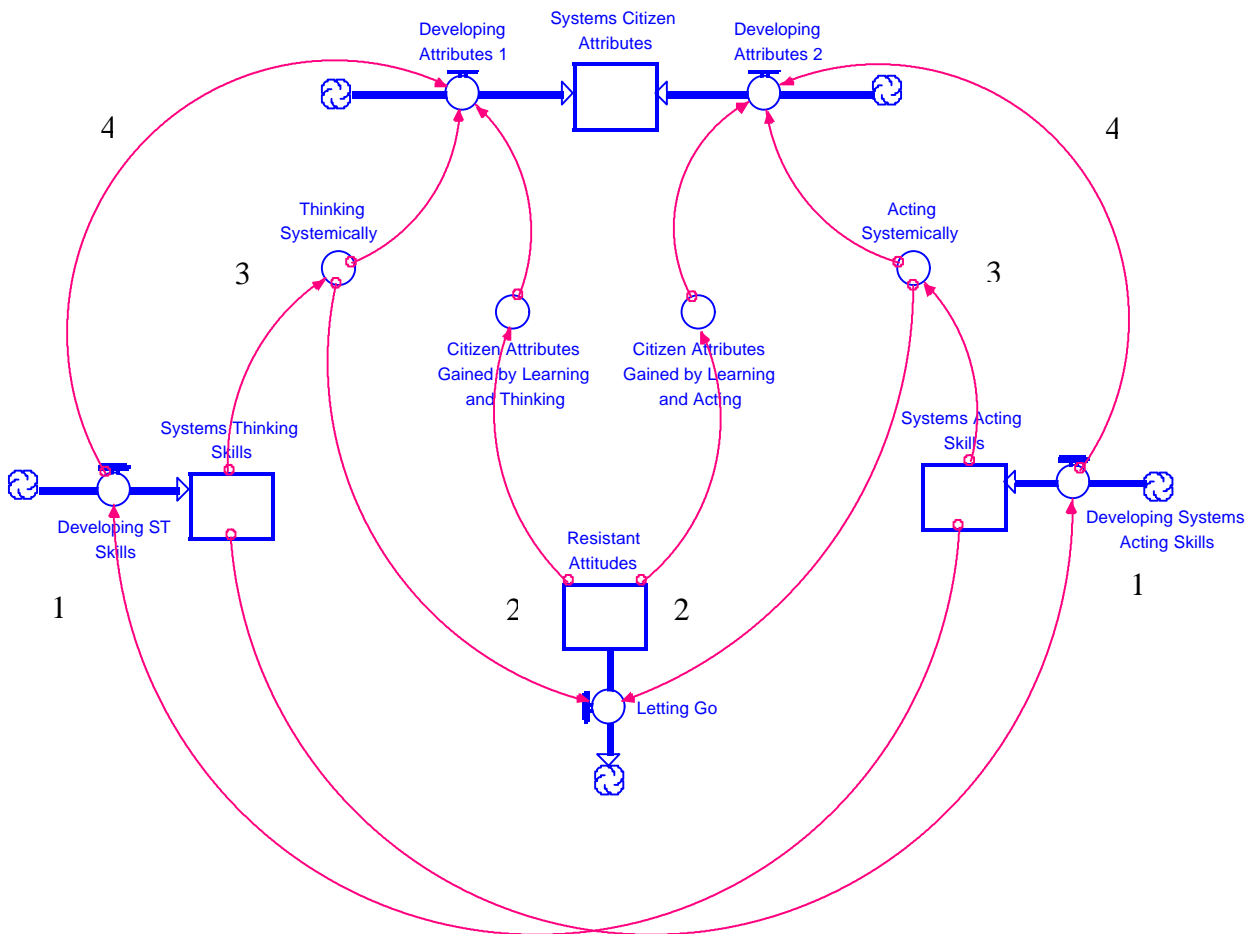 Developing
Attributes 1
Systems Citizen
Attributes
Developing
Attributes 2
4
4
Thinking
Systemically
Acting
Systemically
3
3
Citizen Attributes
Gained by Learning
and Thinking
Citizen Attributes
Gained by Learning
and Acting
Systems Thinking
Skills
Systems Acting
Skills
Developing ST
Skills
Developing Systems
Acting Skills
Resistant
Attitudes
1
1
2
2
Letting Go